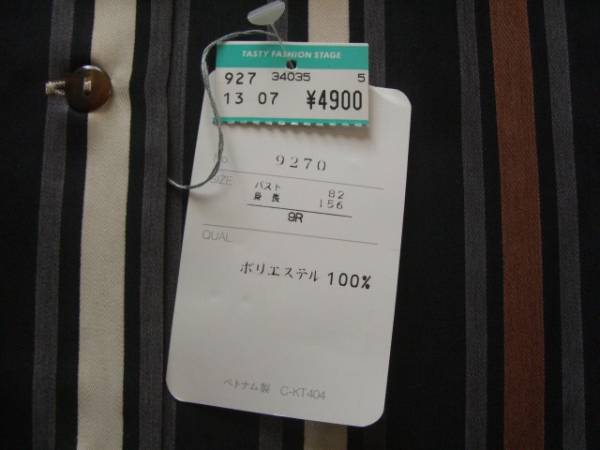 TASTY FASHION STAGE
927 34035 5
13 07 ¥4900
9270
SIZE
バスト 82
身長 156
9R
QUAL
ポリエステル 100%
ベトナム製 C-KT404